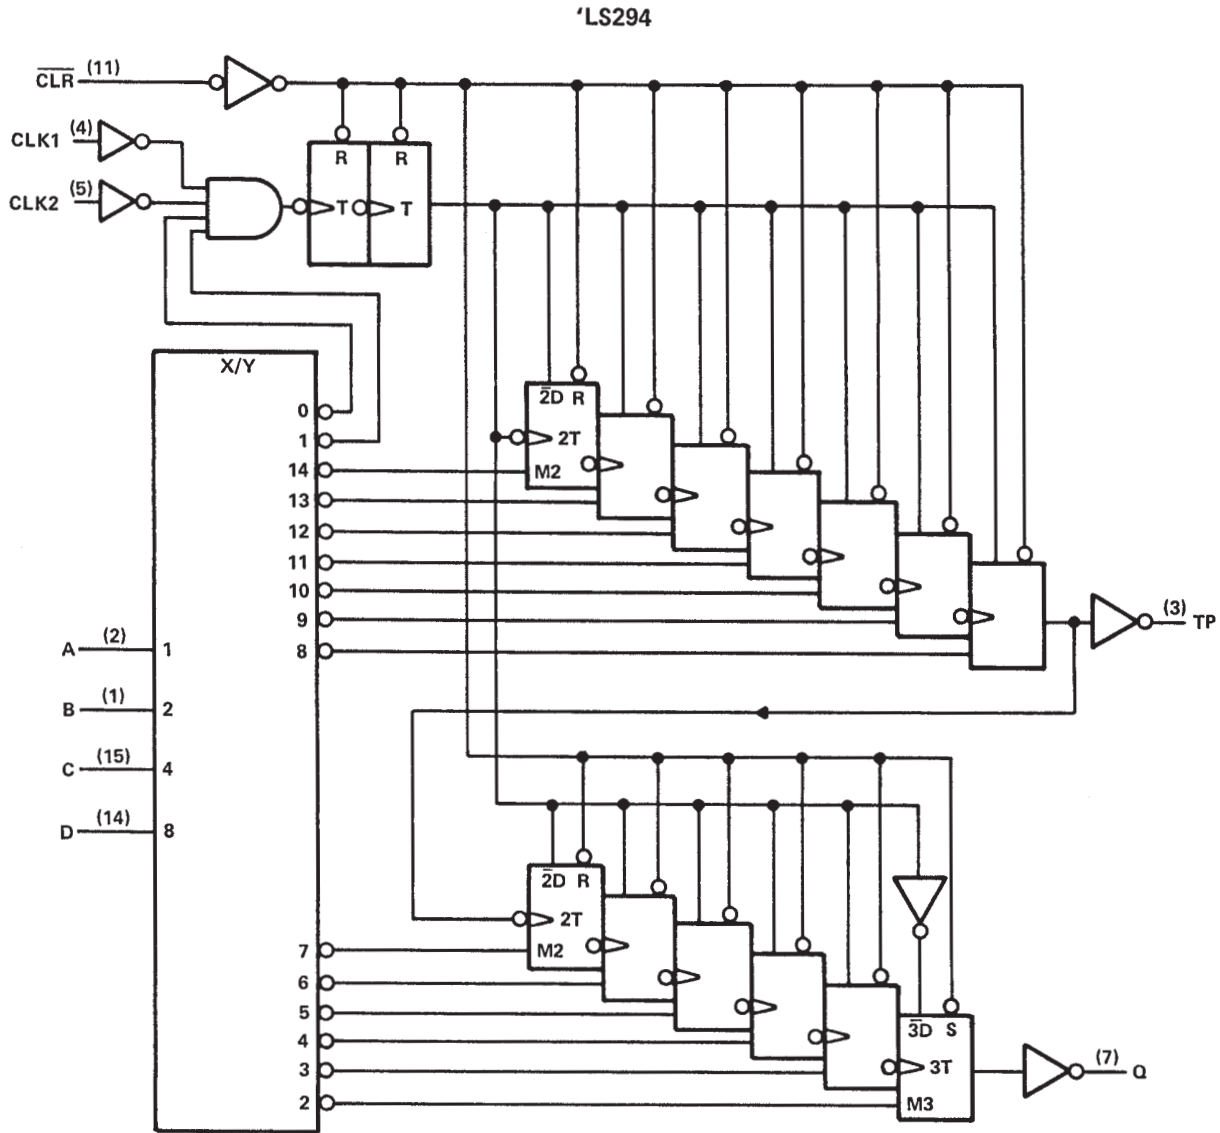 'LS294
CLR (11)
CLK1 (4)
CLK2 (5)
R R
T T
X/Y
0
1
14
13
12
11
10
9
8
7
6
5
4
3
2
A (2) 1
B (1) 2
C (15) 4
D (14) 8
2D R
2T
M2
(3) TP
2D R
2T
M2
3D S
3T
M3
(7) Q